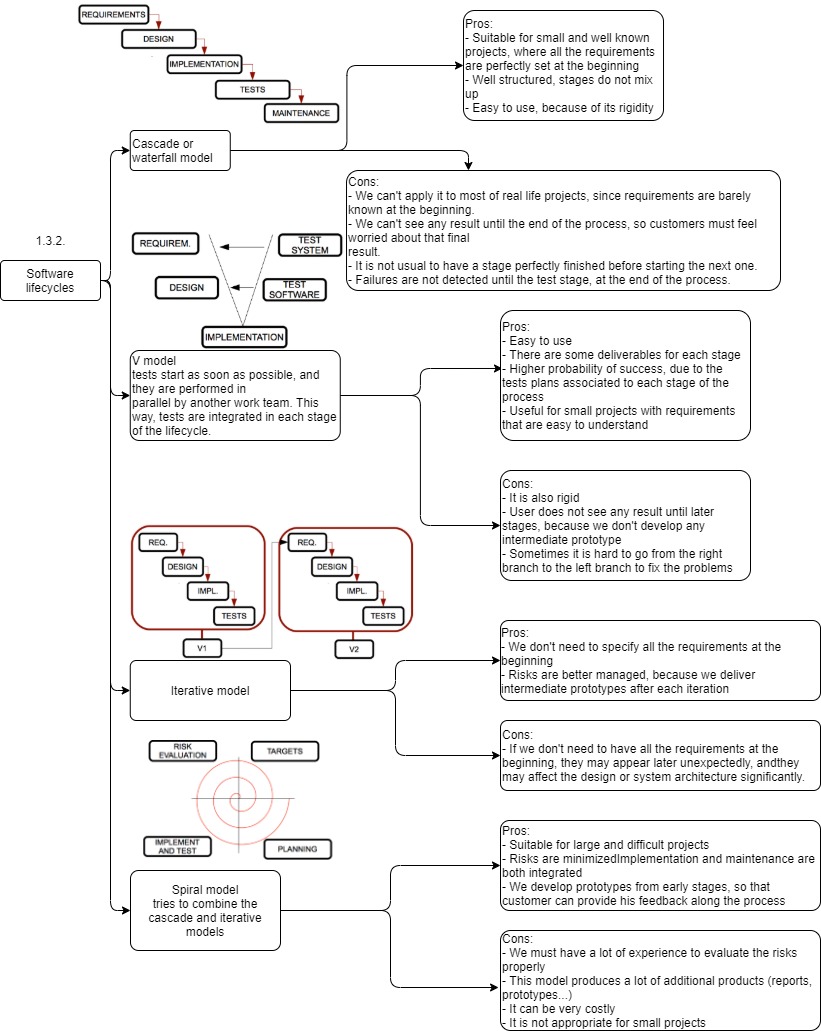 REQUIREMENTS
DESIGN
IMPLEMENTATION
TESTS
MAINTENANCE
Pros:
- Suitable for small and well known
projects, where all the requirements
are perfectly set at the beginning
- Well structured, stages do not mix
up
- Easy to use, because of its rigidity
Cascade or
waterfall model
Cons:
- We can't apply it to most of real life projects, since requirements are barely
known at the beginning.
- We can't see any result until the end of the process, so customers must feel
worried about that final
result.
- It is not usual to have a stage perfectly finished before starting the next one.
- Failures are not detected until the test stage, at the end of the process.
1.3.2.
Software
lifecycles
REQUIREM.
TEST
SYSTEM
DESIGN
TEST
SOFTWARE
IMPLEMENTATION
V model
tests start as soon as possible, and
they are performed in
parallel by another work team. This
way, tests are integrated in each stage
of the lifecycle.
Pros:
- Easy to use
- There are some deliverables for each stage
- Higher probability of success, due to the
tests plans associated to each stage of the
process
- Useful for small projects with requirements
that are easy to understand
Cons:
- It is also rigid
- User does not see any result until later
stages, because we don't develop any
intermediate prototype
- Sometimes it is hard to go from the right
branch to the left branch to fix the problems
REQ.
DESIGN
IMPL.
TESTS
V1
REQ.
DESIGN
IMPL.
TESTS
V2
Iterative model
Pros:
- We don't need to specify all the requirements at the
beginning
- Risks are better managed, because we deliver
intermediate prototypes after each iteration
Cons:
- If we don't need to have all the requirements at the
beginning, they may appear later unexpectedly, andthey
may affect the design or system architecture significantly.
RISK
EVALUATION
TARGETS
IMPLEMENT
AND TEST
PLANNING
Spiral model
tries to combine the
cascade and iterative
models
Pros:
- Suitable for large and difficult projects
- Risks are minimizedImplementation and maintenance are
both integrated
- We develop prototypes from early stages, so that
customer can provide his feedback along the process
Cons:
- We must have a lot of experience to evaluate the risks
properly
- This model produces a lot of additional products (reports,
prototypes...)
- It can be very costly
- It is not appropriate for small projects